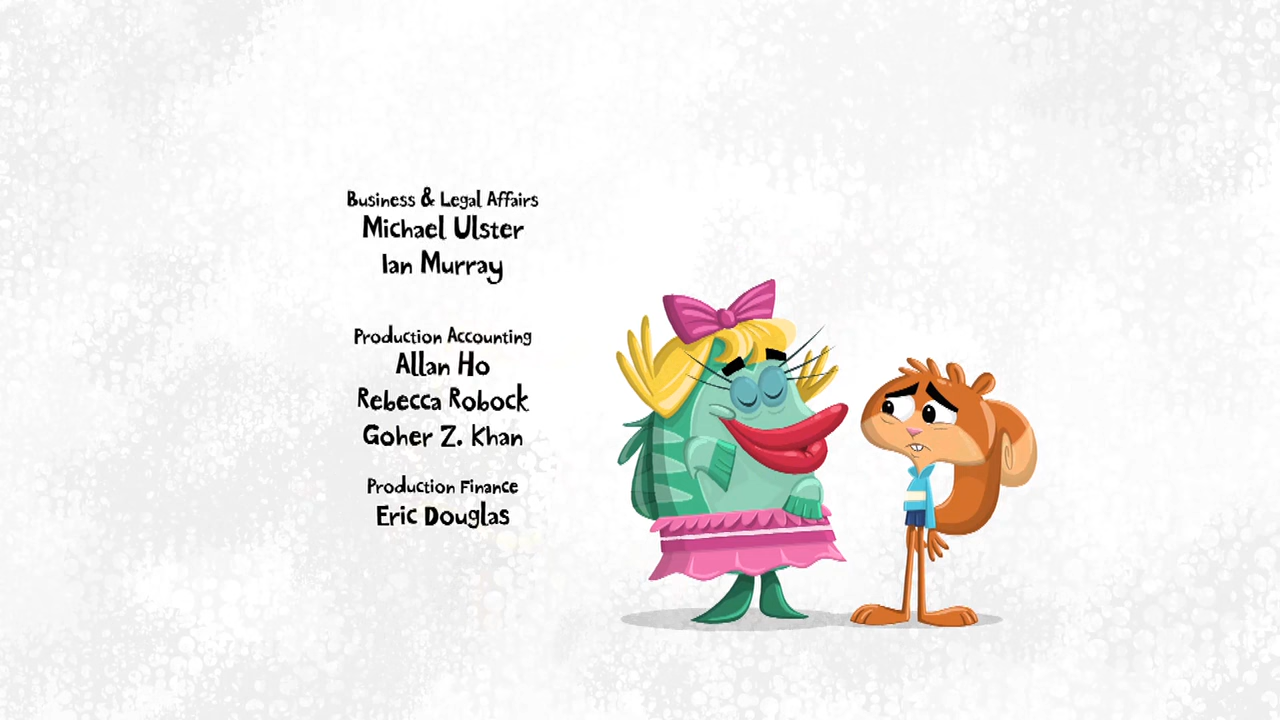 Business & Legal Affairs
Michael Ulster
Ian Murray
Production Accounting
Allan Ho
Rebecca Robock
Goher Z. Khan
Production Finance
Eric Douglas